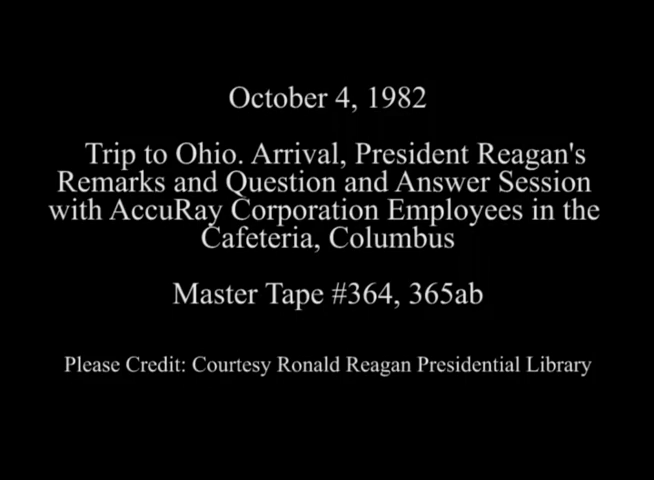 October 4, 1982
Trip to Ohio. Arrival, President Reagan's
Remarks and Question and Answer Session
with AccuRay Corporation Employees in the
Cafeteria, Columbus
Master Tape #364, 365ab
Please Credit: Courtesy Ronald Reagan Presidential Library